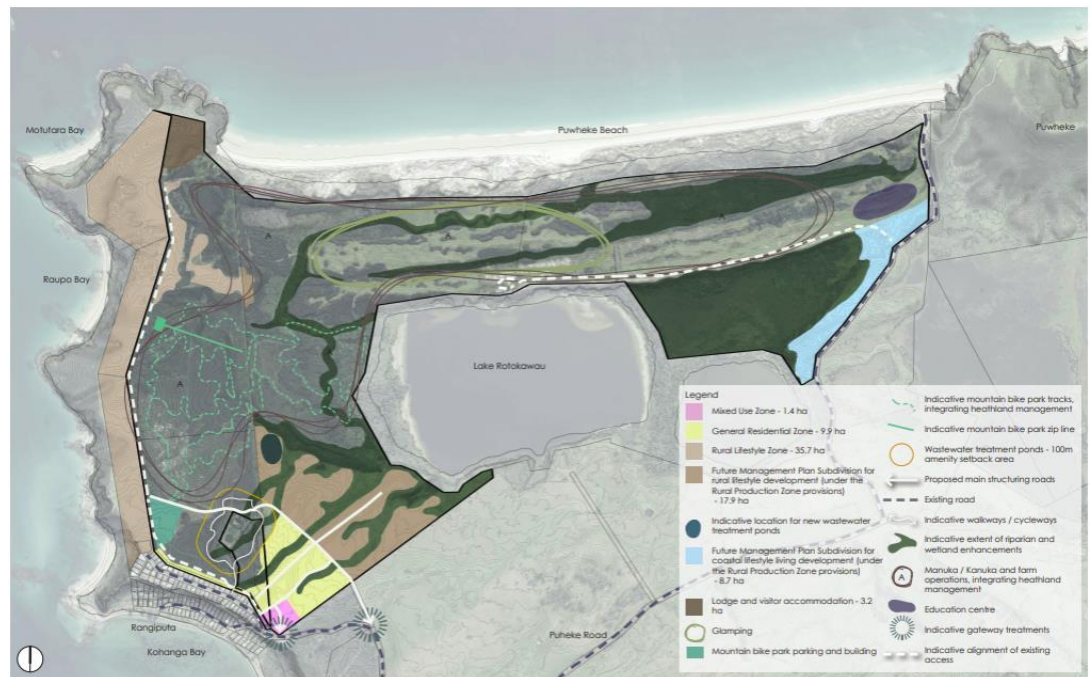 Motutara Bay
Puwheke Beach
Puwheke
A
A
A
Raupo Bay
Lake Rotokawau
A
Rangiputa
Kohanga Bay
Puheke Road
Legend
Mixed Use Zone - 1.4 ha
General Residential Zone - 9.9 ha
Rural Lifestyle Zone - 35.7 ha
Future Management Plan Subdivision for
rural lifestyle development (under the
Rural Production Zone provisions)
- 17.9 ha
Indicative location for new wastewater
treatment ponds
Future Management Plan Subdivision for
coastal lifestyle living development (under
the Rural Production Zone provisions)
- 8.7 ha
Lodge and visitor accommodation - 3.2
ha
Glamping
Mountain bike park parking and building
Indicative mountain bike park tracks,
integrating heathland management
Indicative mountain bike park zip line
Wastewater treatment ponds - 100m
amenity setback area
Proposed main structuring roads
Existing road
Indicative walkways / cycleways
Indicative extent of riparian and
wetland enhancements
A
Manuka / Kanuka and farm
operations, integrating heathland
management
Education centre
Indicative gateway treatments
Indicative alignment of existing
access